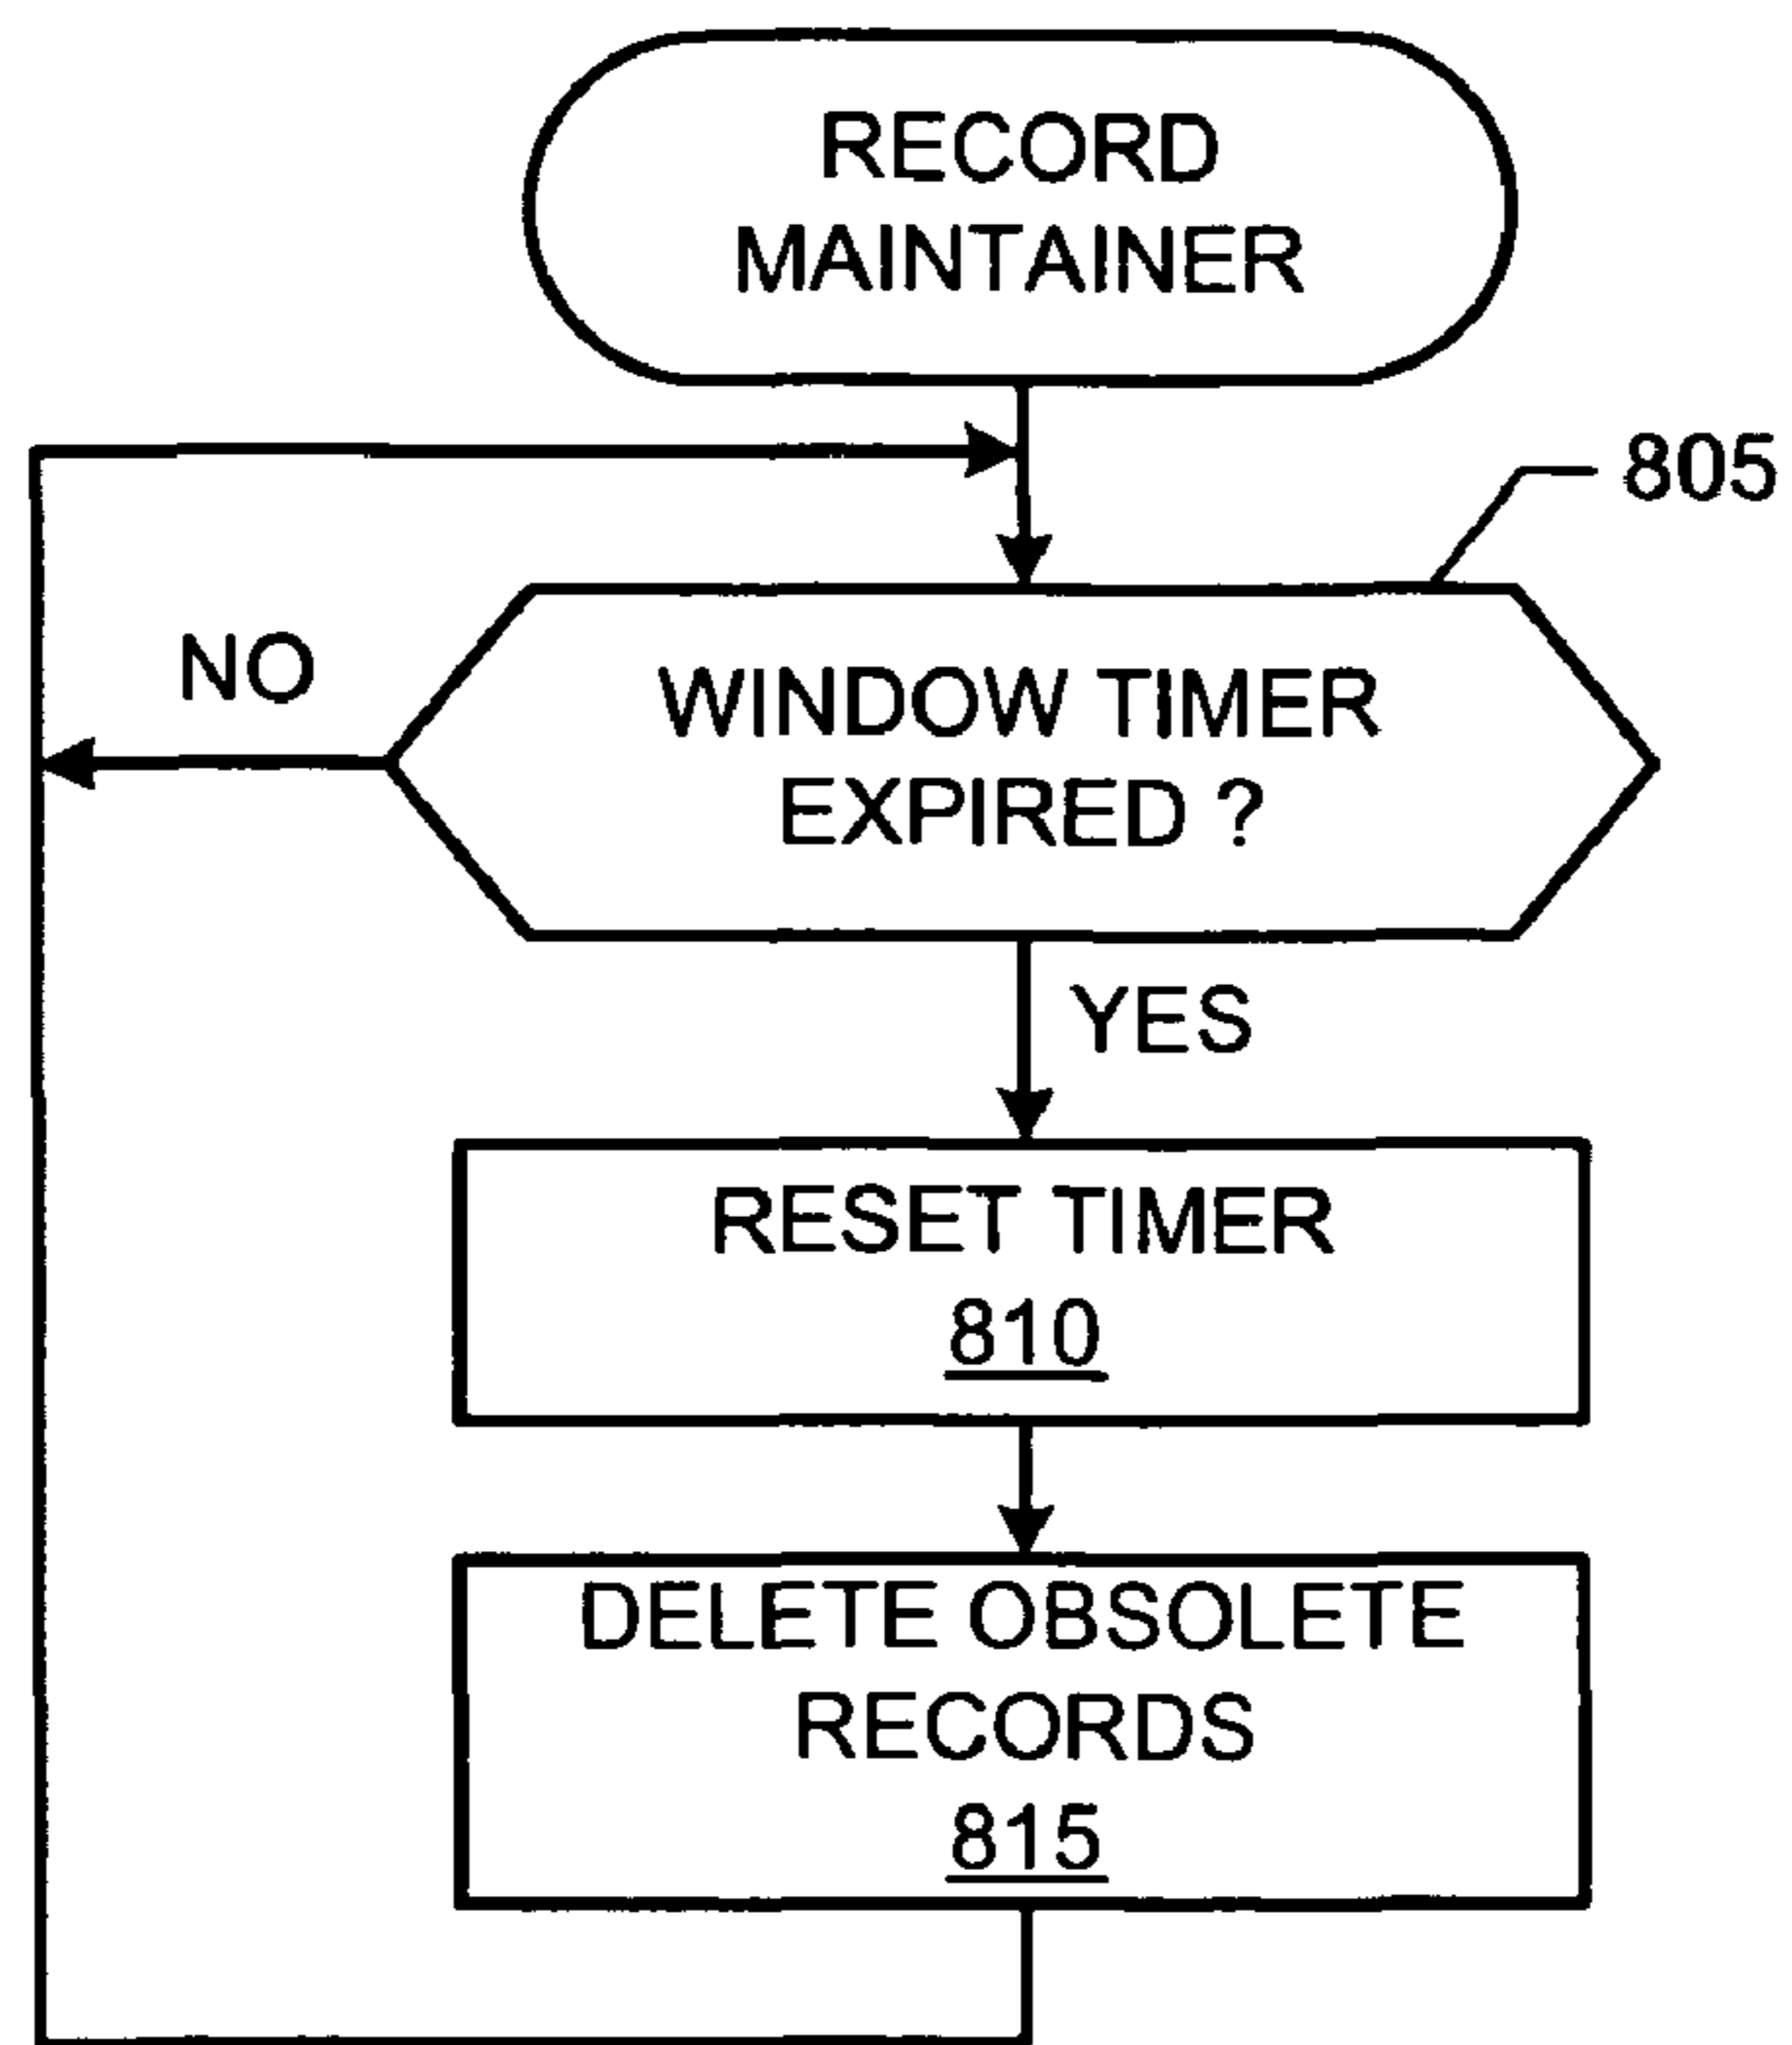 RECORD
MAINTAINER
805
NO
WINDOW TIMER
EXPIRED ?
YES
RESET TIMER
810
DELETE OBSOLETE
RECORDS
815